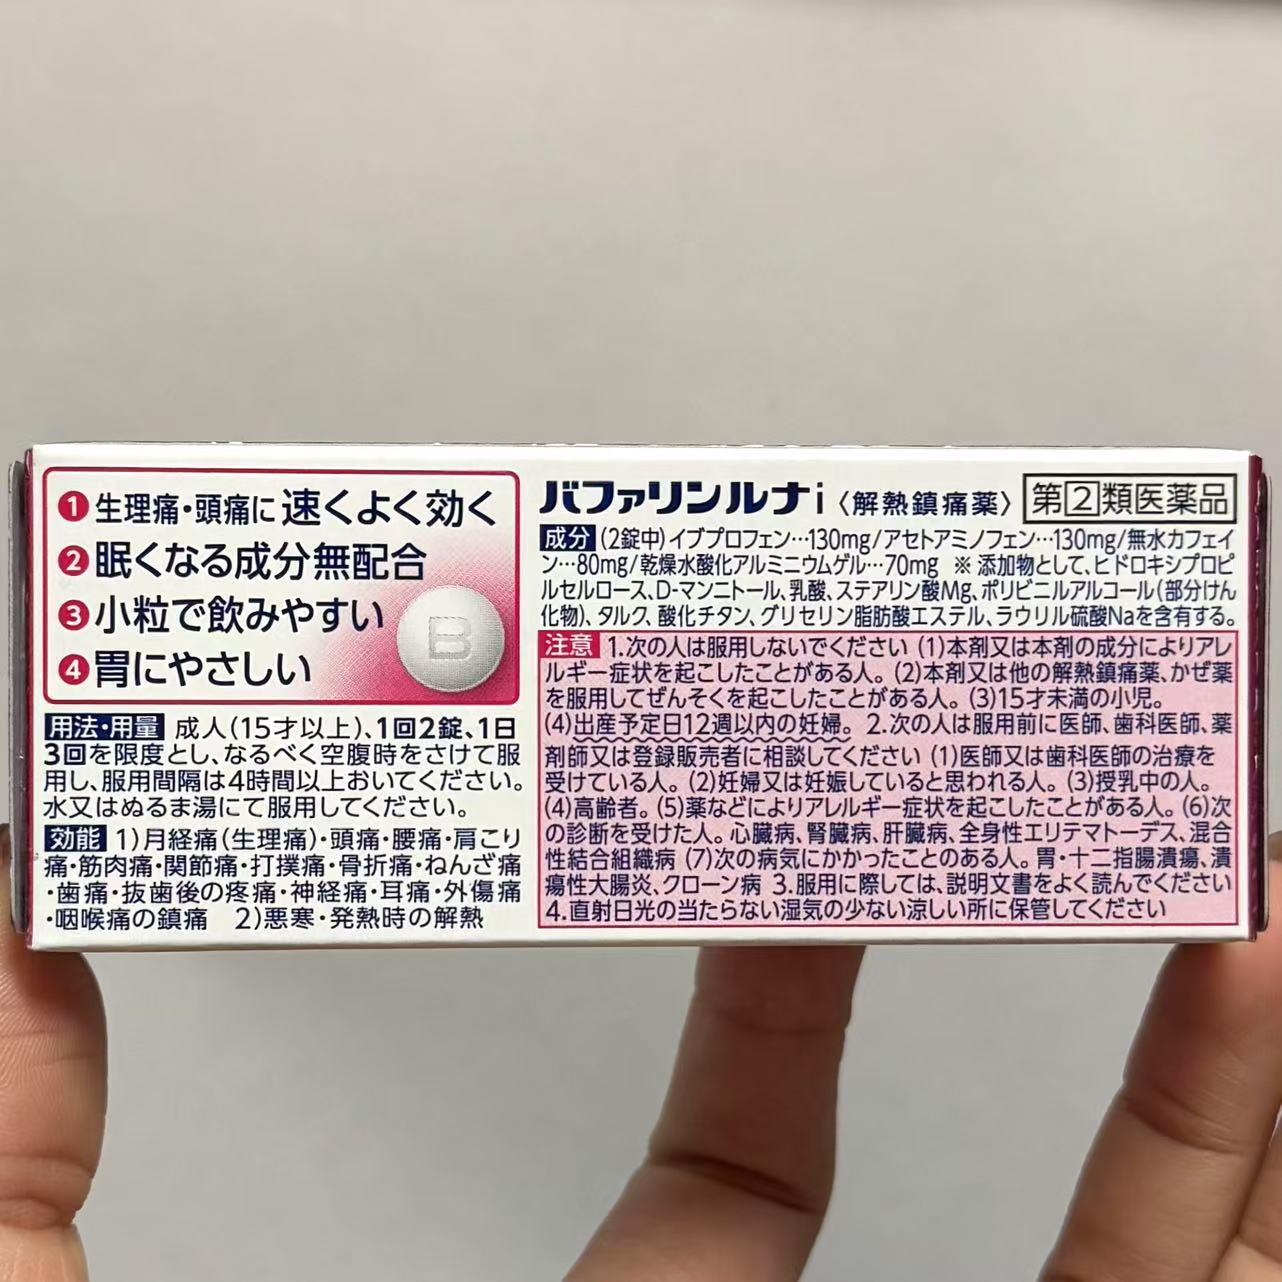 ❶生理痛・頭痛に速くよく効く
❷眠くなる成分無配合
❸小粒で飲みやすい
❹胃にやさしい
B
用法・用量 成人(15才以上)、1回2錠、1日
3回を限度とし、なるべく空腹時をさけて服
用し、服用間隔は4時間以上おいてください。
水又はぬるま湯にて服用してください。
効能 1)月経痛(生理痛)・頭痛・腰痛・肩こり
痛・筋肉痛・関節痛・打撲痛・骨折痛・ねんざ痛
・歯痛・抜歯後の疼痛・神経痛・耳痛・外傷痛
・咽喉痛の鎮痛 2)悪寒・発熱時の解熱
バファリンルナi〈解熱鎮痛薬〉 第②類医薬品
成分 (2錠中)イブプロフェン…130mg/アセトアミノフェン…130mg/無水カフェイ
ン…80mg/乾燥水酸化アルミニウムゲル…70mg ※添加物として、ヒドロキシプロピ
ルセルロース、D-マンニトール、乳酸、ステアリン酸Mg、ポリビニルアルコール(部分けん
化物)、タルク、酸化チタン、グリセリン脂肪酸エステル、ラウリル硫酸Naを含有する。
注意 1.次の人は服用しないでください (1)本剤又は本剤の成分によりアレ
ルギー症状を起こしたことがある人。(2)本剤又は他の解熱鎮痛薬、かぜ薬
を服用してぜんそくを起こしたことがある人。(3)15才未満の小児。
(4)出産予定日12週以内の妊婦。2.次の人は服用前に医師、歯科医師、薬
剤師又は登録販売者に相談してください (1)医師又は歯科医師の治療を
受けている人。(2)妊婦又は妊娠していると思われる人。(3)授乳中の人。
(4)高齢者。(5)薬などによりアレルギー症状を起こしたことがある人。(6)次
の診断を受けた人。心臓病、腎臓病、肝臓病、全身性エリテマトーデス、混合
性結合組織病 (7)次の病気にかかったことのある人。胃・十二指腸潰瘍、潰
瘍性大腸炎、クローン病 3.服用に際しては、説明文書をよく読んでください
4.直射日光の当たらない湿気の少ない涼しい所に保管してください